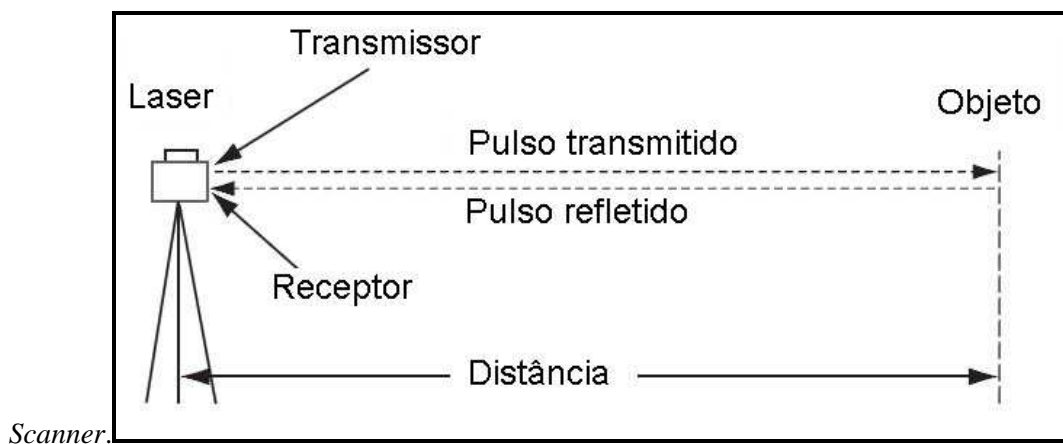 Transmissor
Laser
Objeto
Pulso transmitido
Pulso refletido
Receptor
Distância
Scanner.